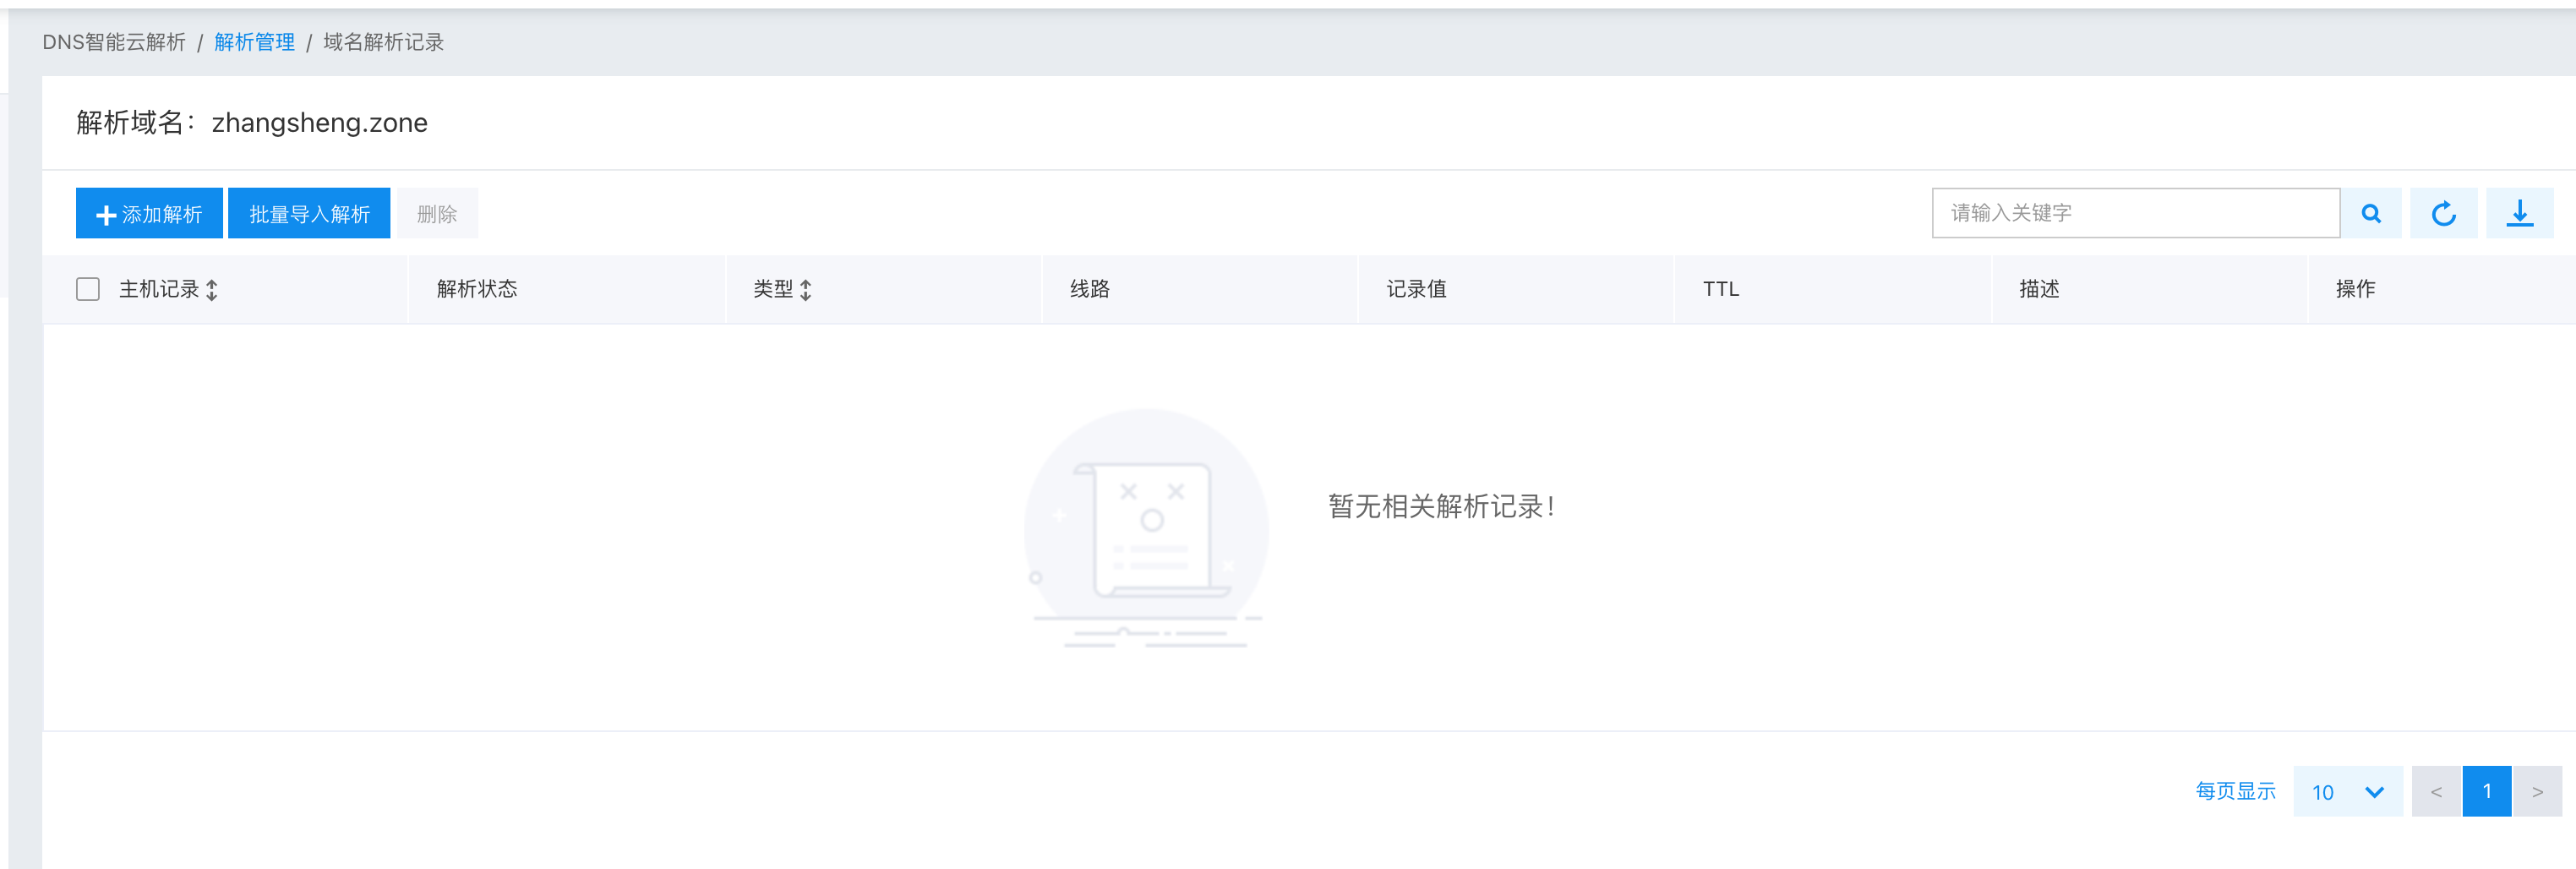 DNS智能云解析 / 解析管理 / 域名解析记录
解析域名：zhangsheng.zone
添加解析 批量导入解析 删除 请输入关键字
主机记录 解析状态 类型 线路 记录值 TTL 描述 操作
暂无相关解析记录！
每页显示 10 < 1 >